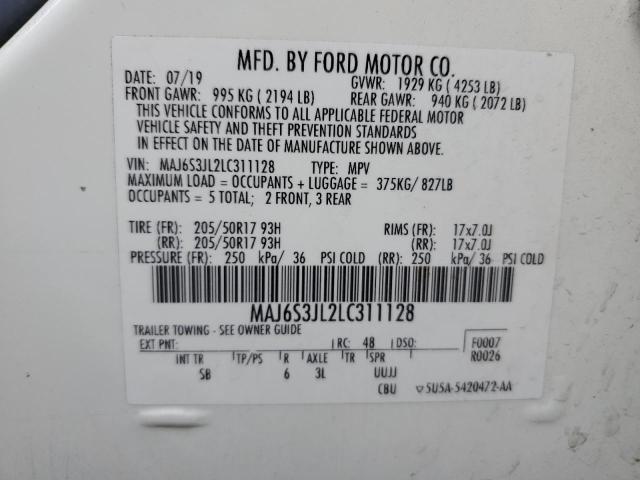 MFD. BY FORD MOTOR CO.
DATE: 07/19 GVWR: 1929 KG ( 4253 LB)
FRONT GAWR: 995 KG ( 2194 LB) REAR GAWR: 940 KG ( 2072 LB)
THIS VEHICLE CONFORMS TO ALL APPLICABLE FEDERAL MOTOR
VEHICLE SAFETY AND THEFT PREVENTION STANDARDS
IN EFFECT ON THE DATE OF MANUFACTURE SHOWN ABOVE.
VIN: MAJ6S3JL2LC311128 TYPE: MPV
MAXIMUM LOAD = OCCUPANTS + LUGGAGE = 375KG/ 827LB
OCCUPANTS = 5 TOTAL; 2 FRONT, 3 REAR
TIRE (FR): 205/50R17 93H RIMS (FR): 17x7.0J
(RR): 205/50R17 93H (RR): 17x7.0J
PRESSURE (FR): 250 kPa/ 36 PSI COLD (RR): 250 kPa/ 36 PSI COLD
MAJ6S3JL2LC311128
TRAILER TOWING - SEE OWNER GUIDE
EXT PNT: RC: 48 DSO: F0007
INT TR TP/PS R AXLE TR SPR R0026
SB 6 3L UUJJ
CBU 5U5A-5420472-AA